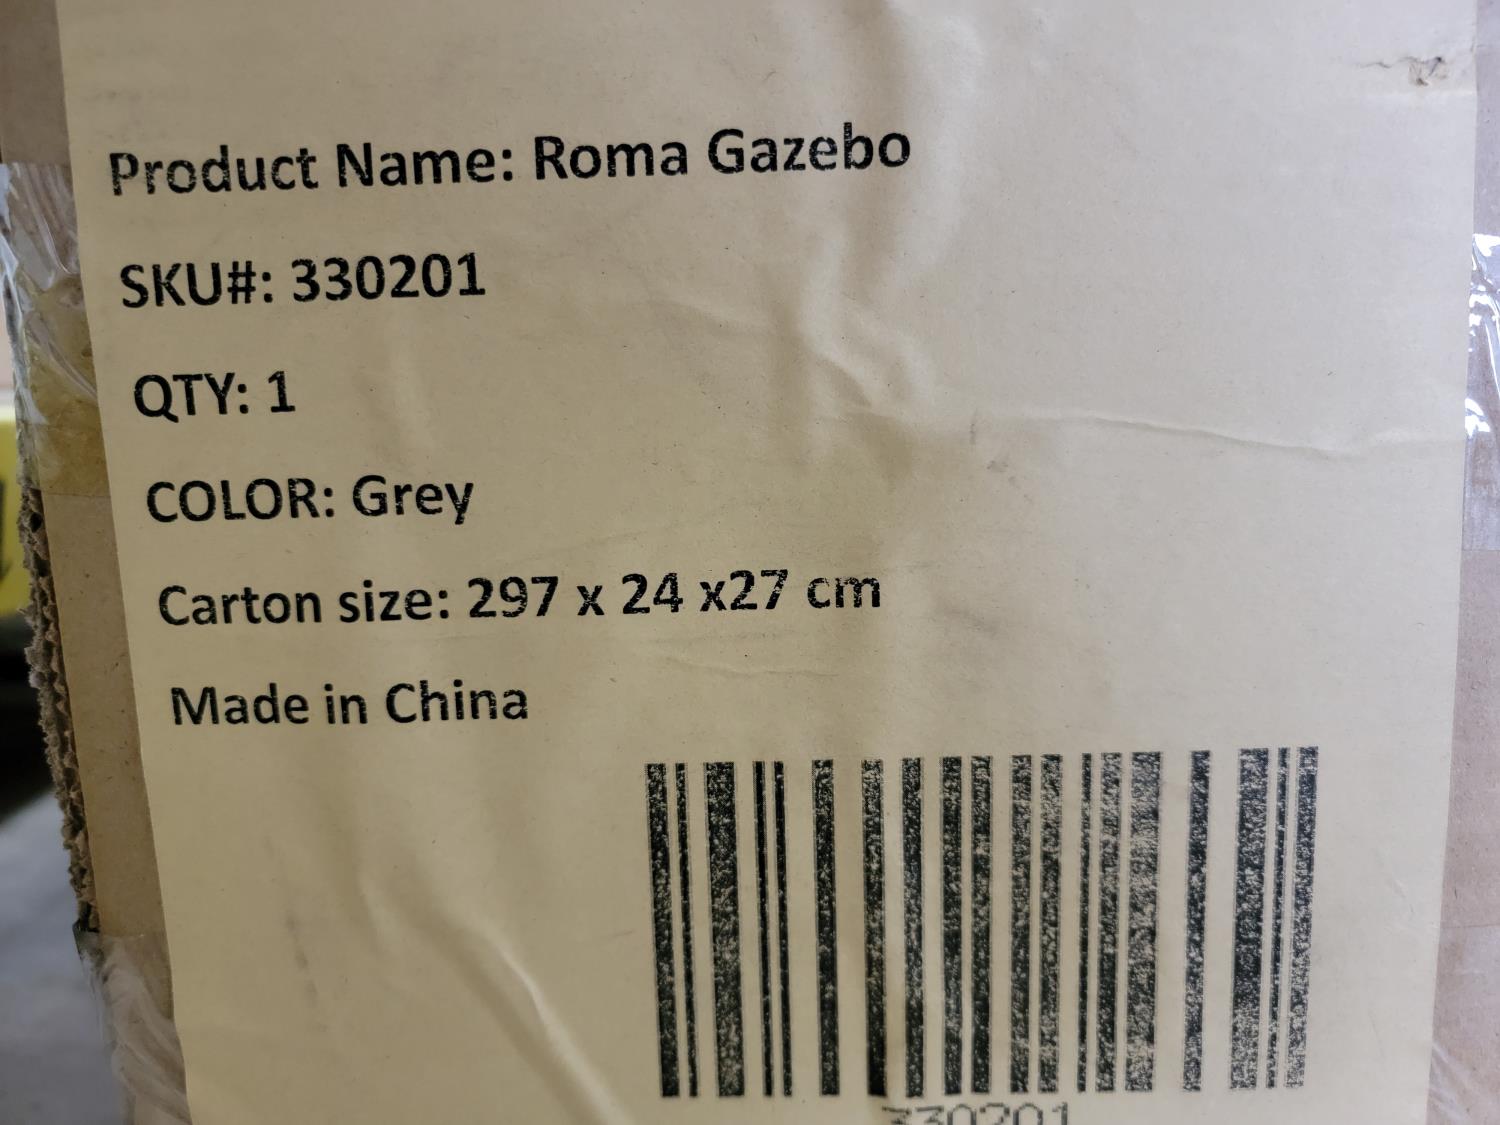 Product Name: Roma Gazebo
SKU#: 330201
QTY: 1
COLOR: Grey
Carton size: 297 x 24 x27 cm
Made in China
330201